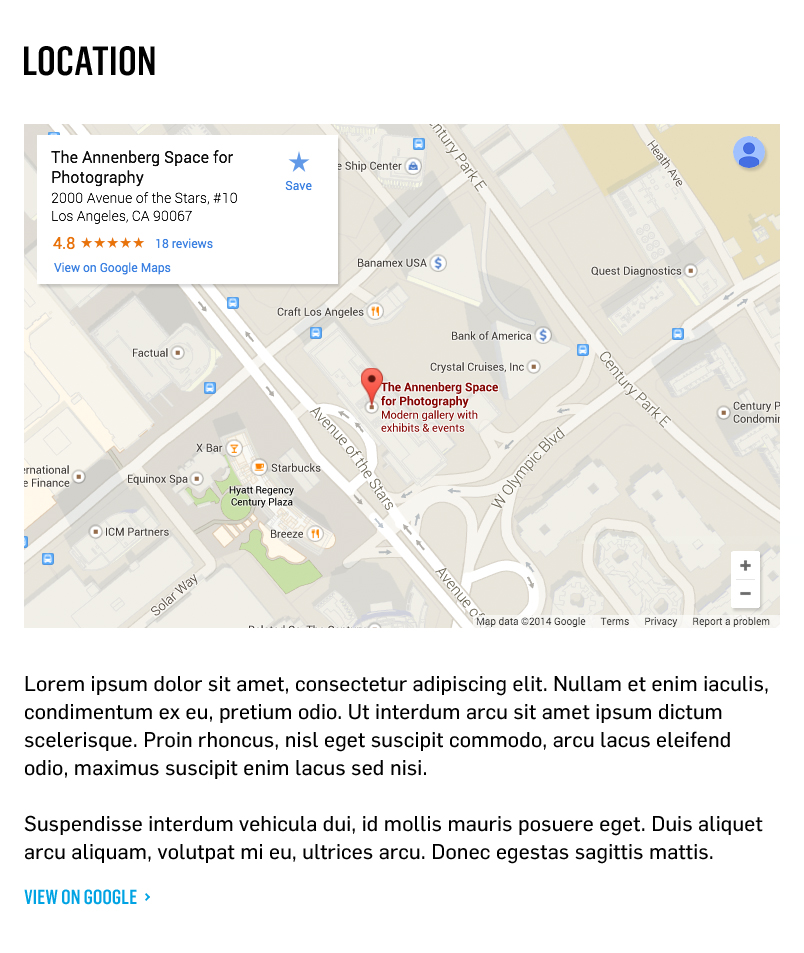 LOCATION
The Annenberg Space for
Photography
2000 Avenue of the Stars, #10
Los Angeles, CA 90067
4.8 ★★★★★ 18 reviews
View on Google Maps
Save
Century Park E
Heath Ave
e Ship Center
Banamex USA
Quest Diagnostics
Craft Los Angeles
Bank of America
Factual
Crystal Cruises, Inc
The Annenberg Space
for Photography
Modern gallery with
exhibits & events
Century Park E
Century P
Condomin
Avenue of the Stars
W Olympic Blvd
X Bar
Starbucks
rnational
e Finance
Equinox Spa
Hyatt Regency
Century Plaza
ICM Partners
Breeze
Solar Way
Avenue of
+
−
Map data ©2014 Google Terms Privacy Report a problem
Lorem ipsum dolor sit amet, consectetur adipiscing elit. Nullam et enim iaculis,
condimentum ex eu, pretium odio. Ut interdum arcu sit amet ipsum dictum
scelerisque. Proin rhoncus, nisl eget suscipit commodo, arcu lacus eleifend
odio, maximus suscipit enim lacus sed nisi.
Suspendisse interdum vehicula dui, id mollis mauris posuere eget. Duis aliquet
arcu aliquam, volutpat mi eu, ultrices arcu. Donec egestas sagittis mattis.
VIEW ON GOOGLE >